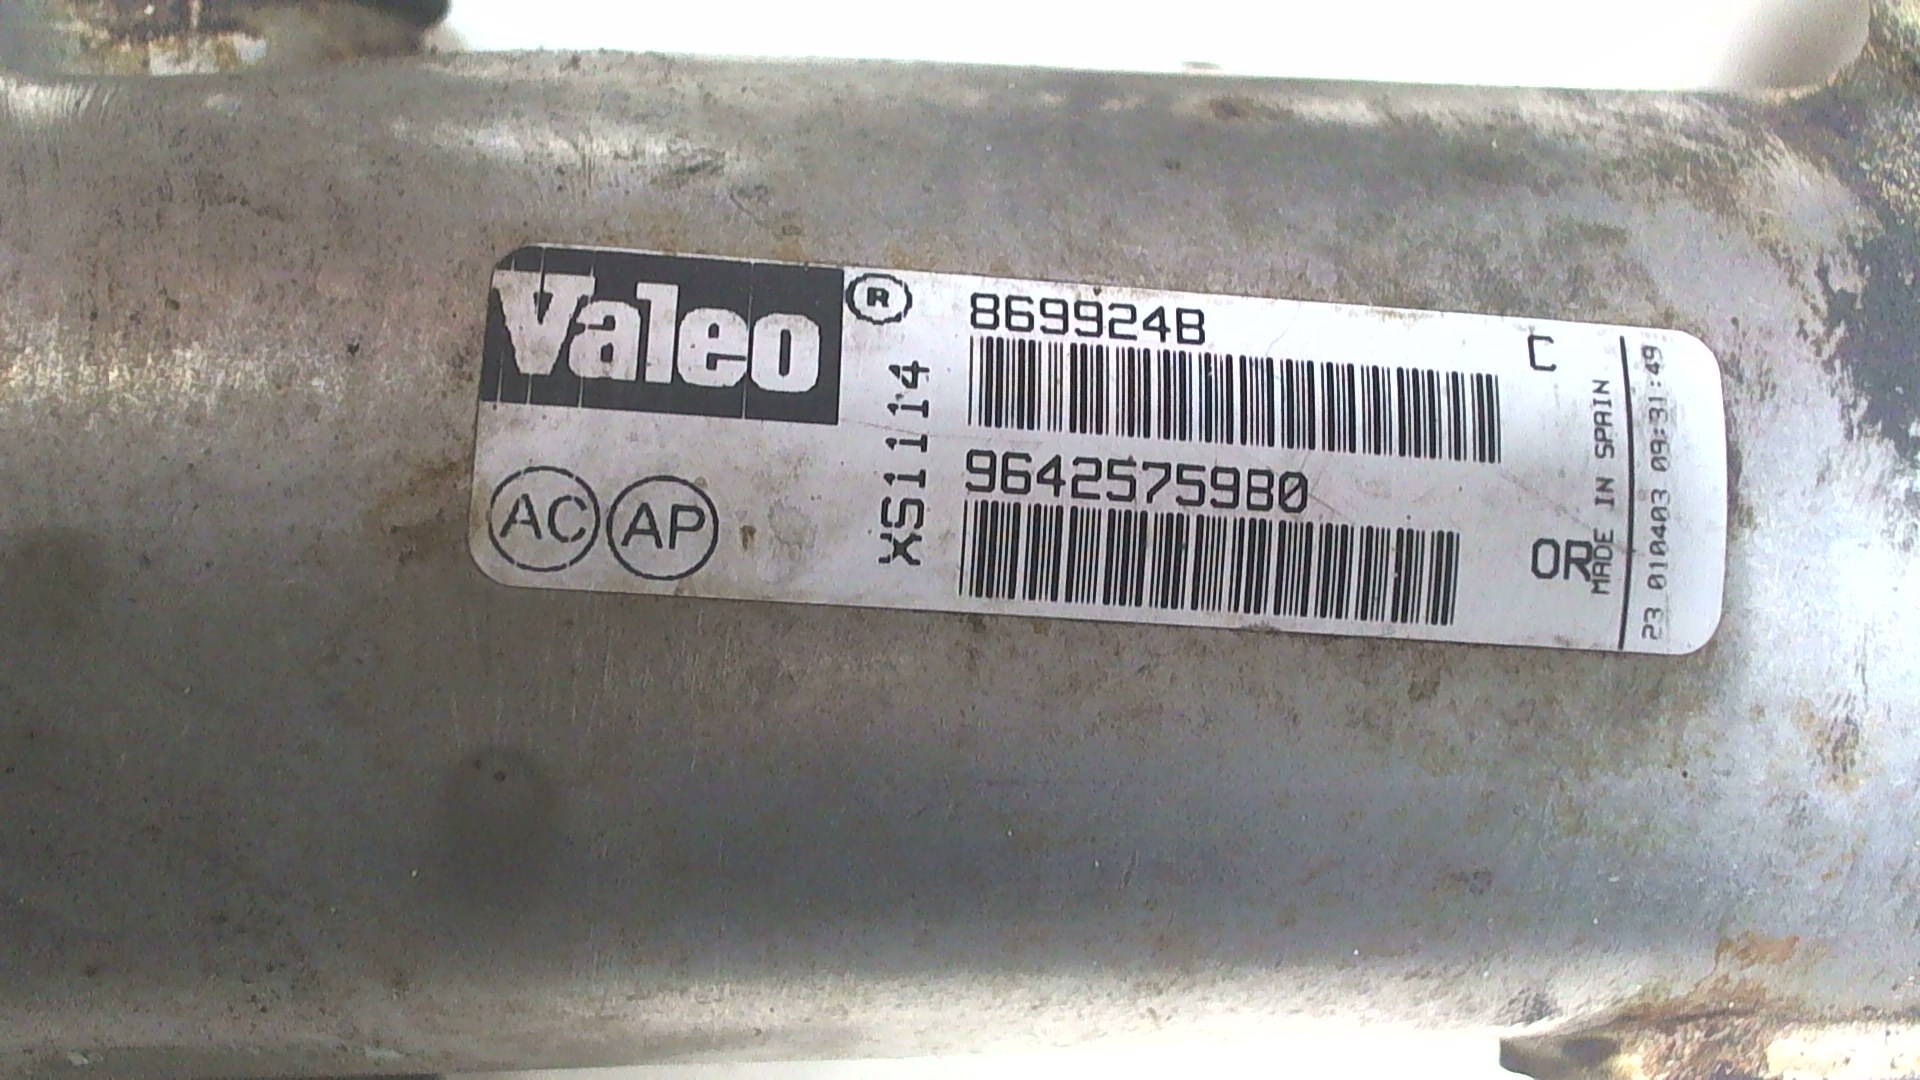 Valeo ®
AC AP
XS1114
869924B
9642575980
C
OR
MADE IN SPAIN
23 010403 09:31:49